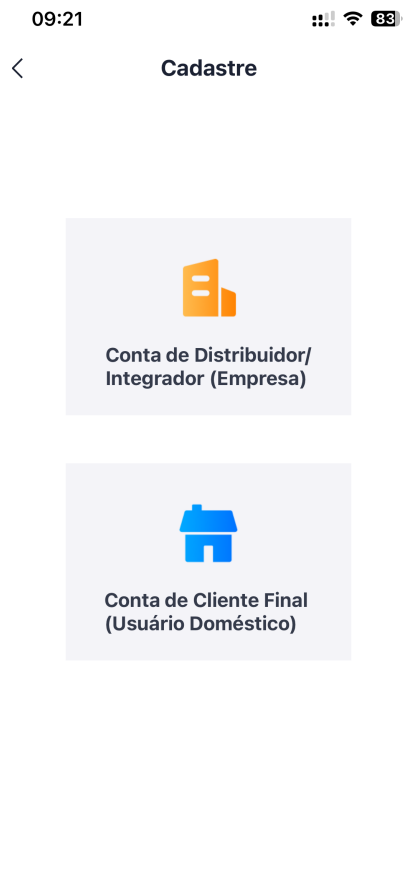 09:21
83
Cadastre
Conta de Distribuidor/
Integrador (Empresa)
Conta de Cliente Final
(Usuário Doméstico)